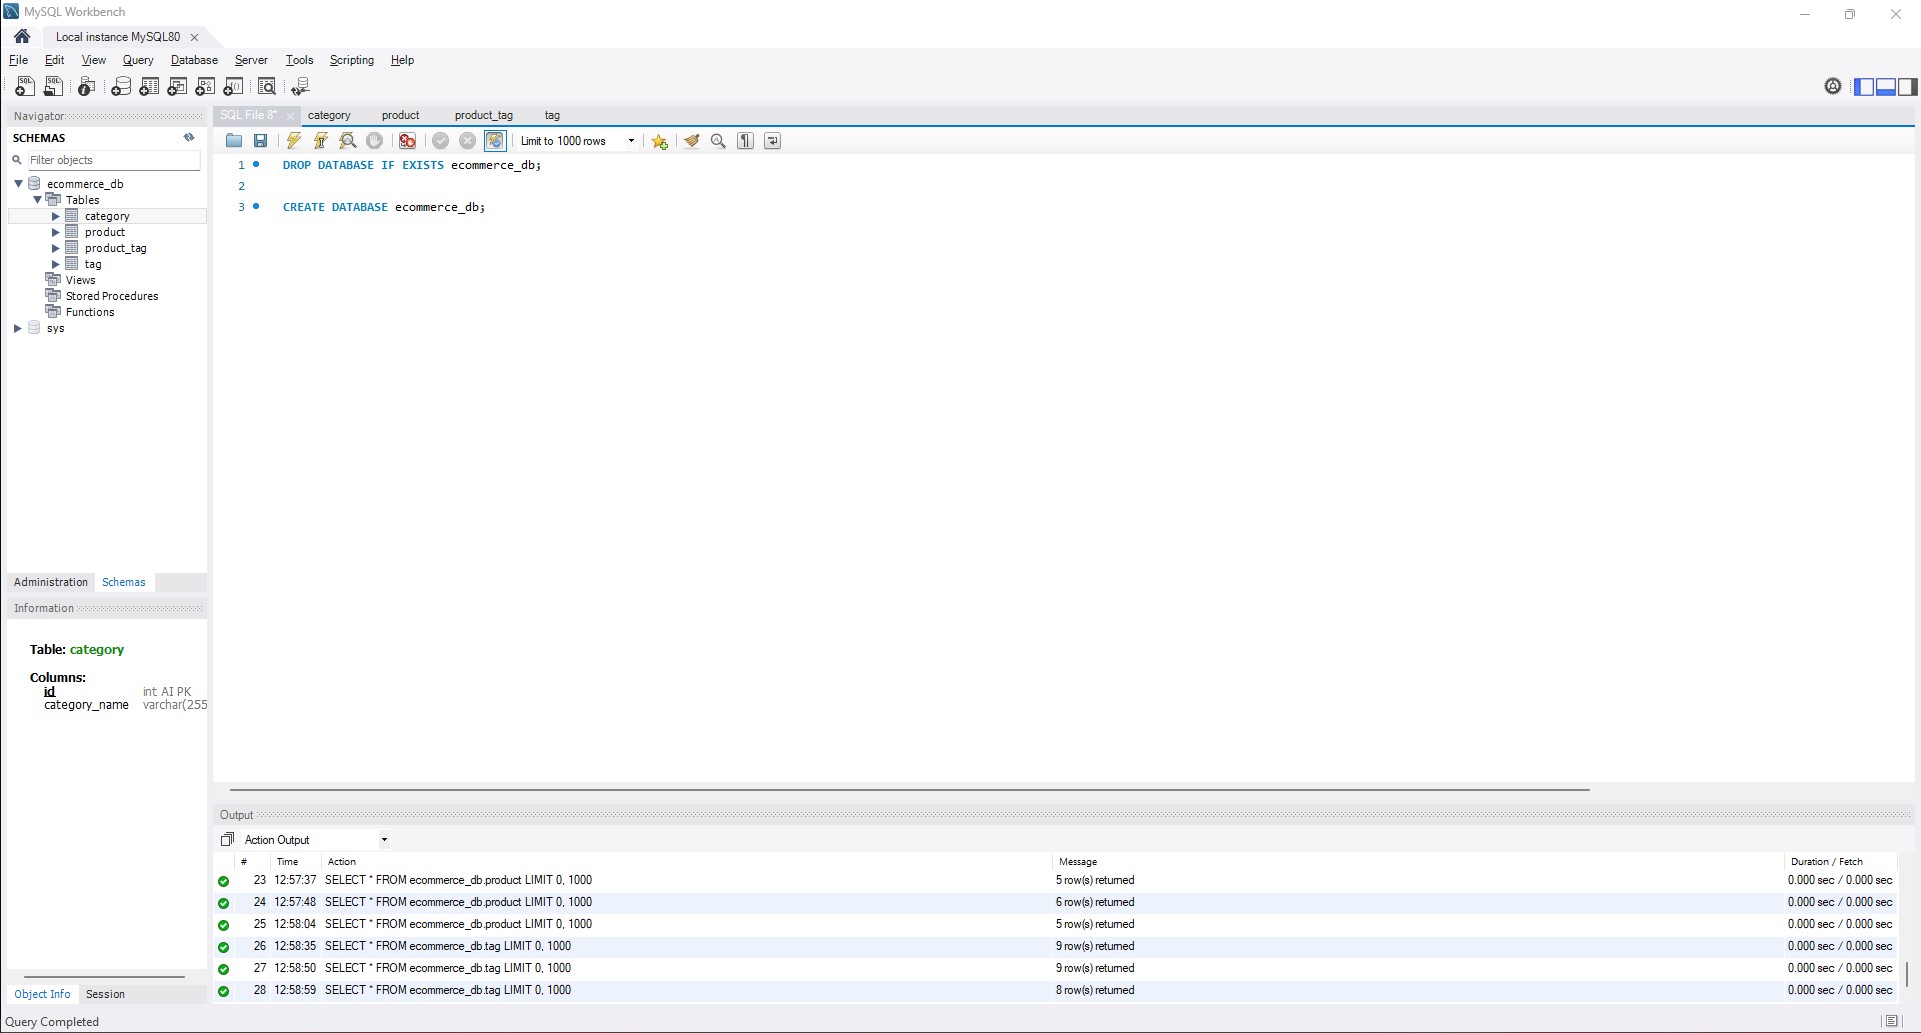 MySQL Workbench
Local instance MySQL80
File Edit View Query Database Server Tools Scripting Help
Navigator
SCHEMAS
Filter objects
ecommerce_db
Tables
category
product
product_tag
tag
Views
Stored Procedures
Functions
sys
Administration Schemas
Information
Table: category
Columns:
id int AI PK
category_name varchar(255
Object Info Session
SQL File 8* category product product_tag tag
Limit to 1000 rows
1 DROP DATABASE IF EXISTS ecommerce_db;
2
3 CREATE DATABASE ecommerce_db;
Output
Action Output
# Time Action Message Duration / Fetch
23 12:57:37 SELECT * FROM ecommerce_db.product LIMIT 0, 1000 5 row(s) returned 0.000 sec / 0.000 sec
24 12:57:48 SELECT * FROM ecommerce_db.product LIMIT 0, 1000 6 row(s) returned 0.000 sec / 0.000 sec
25 12:58:04 SELECT * FROM ecommerce_db.product LIMIT 0, 1000 5 row(s) returned 0.000 sec / 0.000 sec
26 12:58:35 SELECT * FROM ecommerce_db.tag LIMIT 0, 1000 9 row(s) returned 0.000 sec / 0.000 sec
27 12:58:50 SELECT * FROM ecommerce_db.tag LIMIT 0, 1000 9 row(s) returned 0.000 sec / 0.000 sec
28 12:58:59 SELECT * FROM ecommerce_db.tag LIMIT 0, 1000 8 row(s) returned 0.000 sec / 0.000 sec
Query Completed